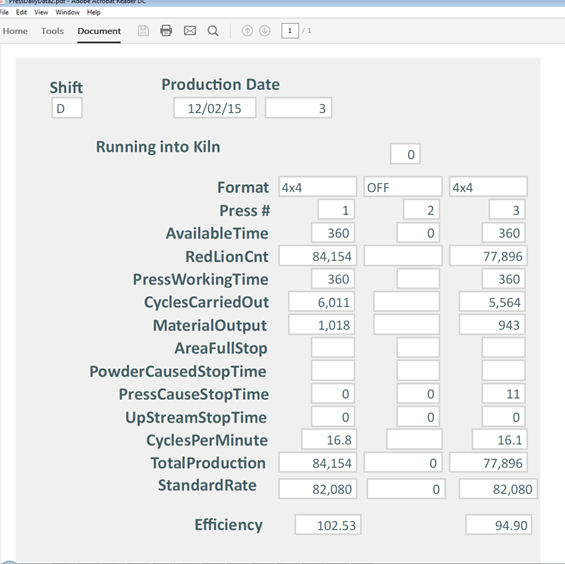 PressDailyData2.pdf - Adobe Acrobat Reader DC
File Edit View Window Help
Home Tools Document 1 / 1
Shift Production Date
D 12/02/15 3
Running into Kiln 0
Format 4x4 OFF 4x4
Press # 1 2 3
AvailableTime 360 0 360
RedLionCnt 84,154 77,896
PressWorkingTime 360 360
CyclesCarriedOut 6,011 5,564
MaterialOutput 1,018 943
AreaFullStop
PowderCausedStopTime
PressCauseStopTime 0 0 11
UpStreamStopTime 0 0 0
CyclesPerMinute 16.8 16.1
TotalProduction 84,154 0 77,896
StandardRate 82,080 0 82,080
Efficiency 102.53 94.90